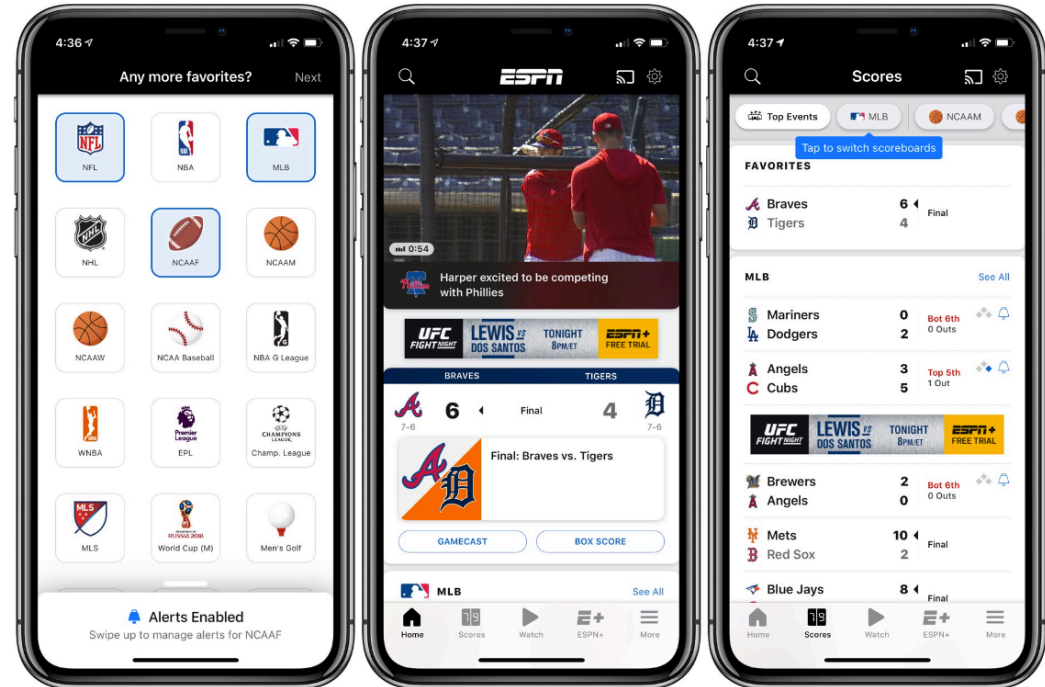 4:36
Any more favorites?
Next
NFL
NBA
MLB
NHL
NCAAF
NCAAM
NCAAW
NCAA Baseball
NBA G League
WNBA
Premier
League
EPL
CHAMPIONS
LEAGUE
Champ. League
MLS
MLS
RUSSIA 2018
World Cup (M)
Men's Golf
Alerts Enabled
Swipe up to manage alerts for NCAAF
4:37
ESPN
0:54
Phillies
Harper excited to be competing
with Phillies
UFC
FIGHT NIGHT
LEWIS VS
DOS SANTOS
TONIGHT
8PM/ET
ESPN+
FREE TRIAL
BRAVES
TIGERS
6
Final
4
7-6
7-6
Final: Braves vs. Tigers
GAMECAST
BOX SCORE
MLB
See All
Home
Scores
Watch
ESPN+
More
4:37
Scores
Top Events
MLB
NCAAM
Tap to switch scoreboards
FAVORITES
Braves 6
Tigers 4
Final
MLB
See All
Mariners 0
Dodgers 2
Bot 6th
0 Outs
Angels 3
Cubs 5
Top 5th
1 Out
UFC
FIGHT NIGHT
LEWIS VS
DOS SANTOS
TONIGHT
8PM/ET
ESPN+
FREE TRIAL
Brewers 2
Angels 0
Bot 6th
0 Outs
Mets 10
Red Sox 2
Final
Blue Jays 8
Final
Home
Scores
Watch
ESPN+
More